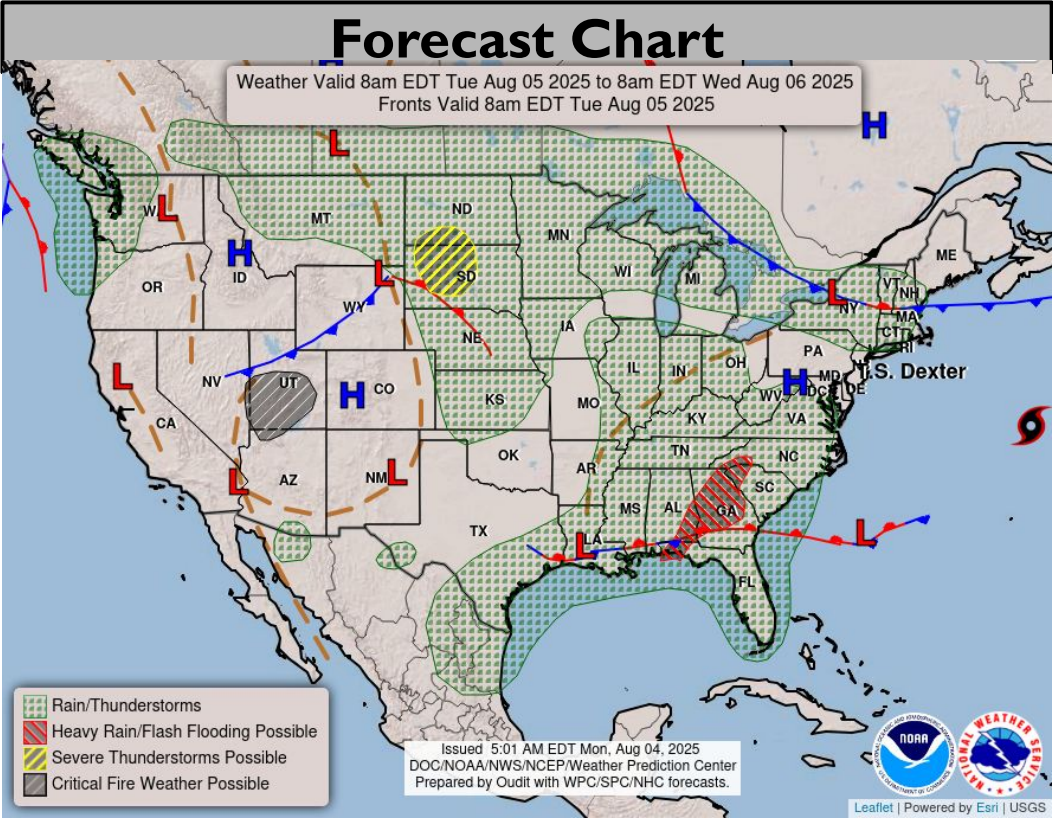 Forecast Chart
Weather Valid 8am EDT Tue Aug 05 2025 to 8am EDT Wed Aug 06 2025
Fronts Valid 8am EDT Tue Aug 05 2025
H
L
L
H
L
L
L
H
H
L
L
L
L
L
WA
MT
ND
MN
OR
ID
WY
SD
WI
MI
NY
VT
NH
ME
MA
CT
RI
NV
UT
CO
NE
IA
IL
IN
OH
PA
MD
DE
DC
WV
VA
CA
AZ
NM
KS
MO
KY
OK
AR
TN
NC
TX
LA
MS
AL
GA
SC
FL
T.S. Dexter
Rain/Thunderstorms
Heavy Rain/Flash Flooding Possible
Severe Thunderstorms Possible
Critical Fire Weather Possible
Issued 5:01 AM EDT Mon, Aug 04, 2025
DOC/NOAA/NWS/NCEP/Weather Prediction Center
Prepared by Oudit with WPC/SPC/NHC forecasts.
NOAA
NATIONAL WEATHER SERVICE
Leaflet | Powered by Esri | USGS